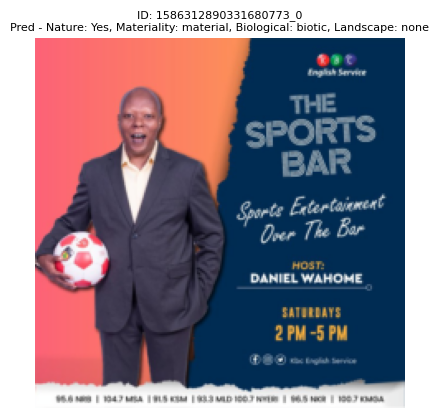 ID: 1586312890331680773_0
Pred - Nature: Yes, Materiality: material, Biological: biotic, Landscape: none
KBC
English Service
THE
SPORTS
BAR
Sports Entertainment
Over The Bar
HOST:
DANIEL WAHOME
SATURDAYS
2 PM -5 PM
Kbc English Service
95.6 NRB | 104.7 MSA | 91.5 KSM | 93.3 MLD 100.7 NYERI | 96.5 NKR | 100.7 KMGA